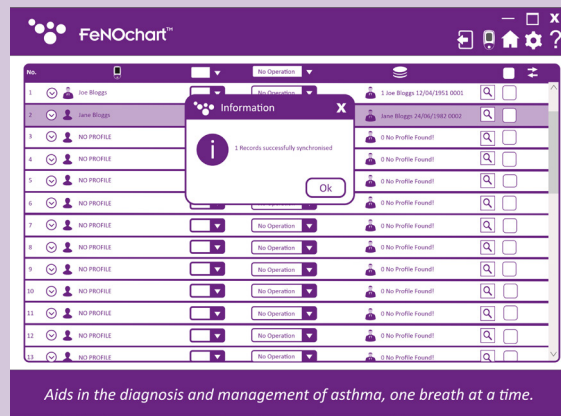 FeNOchart™
— X
?
No. No Operation
1 Joe Bloggs No Operation 1 Joe Bloggs 12/04/1951 0001
2 Jane Bloggs Jane Bloggs 24/06/1982 0002
Information X
i 1 Records successfully synchronised
Ok
3 NO PROFILE 0 No Profile Found!
4 NO PROFILE 0 No Profile Found!
5 NO PROFILE 0 No Profile Found!
6 NO PROFILE No Operation 0 No Profile Found!
7 NO PROFILE No Operation 0 No Profile Found!
8 NO PROFILE No Operation 0 No Profile Found!
9 NO PROFILE No Operation 0 No Profile Found!
10 NO PROFILE No Operation 0 No Profile Found!
11 NO PROFILE No Operation 0 No Profile Found!
12 NO PROFILE No Operation 0 No Profile Found!
13 NO PROFILE No Operation 0 No Profile Found!
Aids in the diagnosis and management of asthma, one breath at a time.